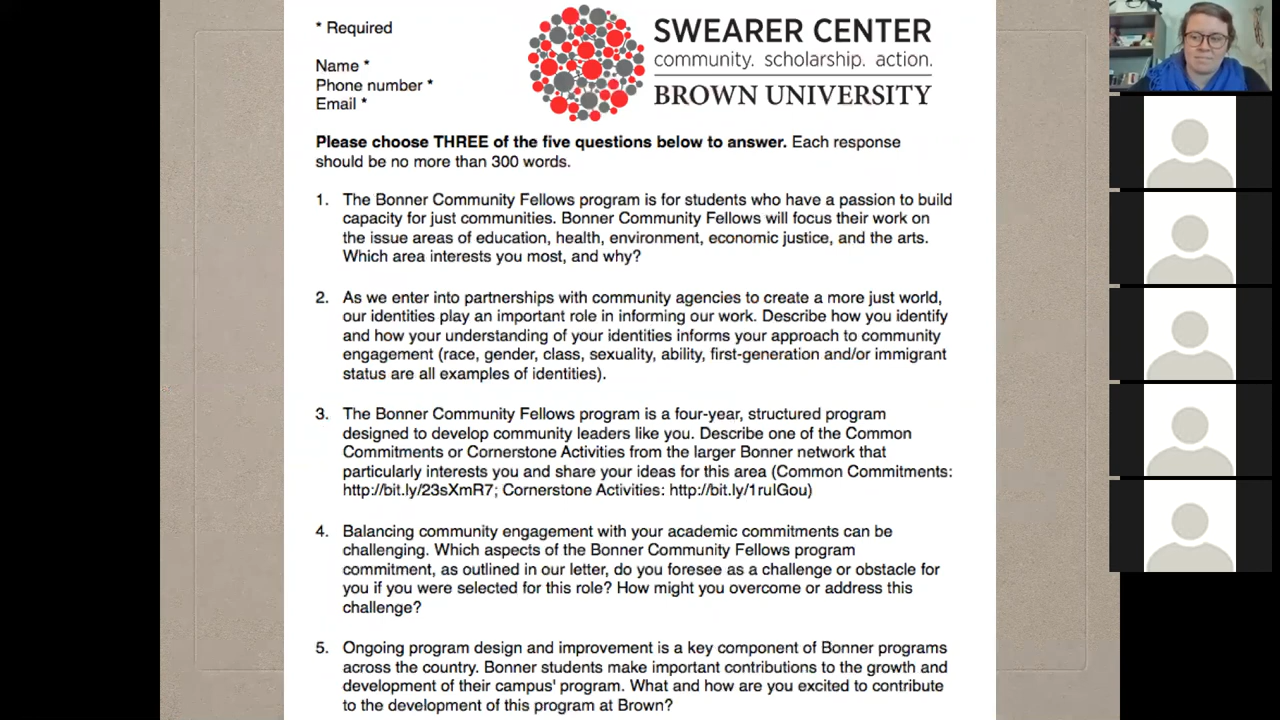 * Required
Name *
Phone number *
Email *
SWEARER CENTER
community. scholarship. action.
BROWN UNIVERSITY
Please choose THREE of the five questions below to answer. Each response
should be no more than 300 words.
1. The Bonner Community Fellows program is for students who have a passion to build
capacity for just communities. Bonner Community Fellows will focus their work on
the issue areas of education, health, environment, economic justice, and the arts.
Which area interests you most, and why?
2. As we enter into partnerships with community agencies to create a more just world,
our identities play an important role in informing our work. Describe how you identify
and how your understanding of your identities informs your approach to community
engagement (race, gender, class, sexuality, ability, first-generation and/or immigrant
status are all examples of identities).
3. The Bonner Community Fellows program is a four-year, structured program
designed to develop community leaders like you. Describe one of the Common
Commitments or Cornerstone Activities from the larger Bonner network that
particularly interests you and share your ideas for this area (Common Commitments:
http://bit.ly/23sXmR7; Cornerstone Activities: http://bit.ly/1rulGou)
4. Balancing community engagement with your academic commitments can be
challenging. Which aspects of the Bonner Community Fellows program
commitment, as outlined in our letter, do you foresee as a challenge or obstacle for
you if you were selected for this role? How might you overcome or address this
challenge?
5. Ongoing program design and improvement is a key component of Bonner programs
across the country. Bonner students make important contributions to the growth and
development of their campus' program. What and how are you excited to contribute
to the development of this program at Brown?